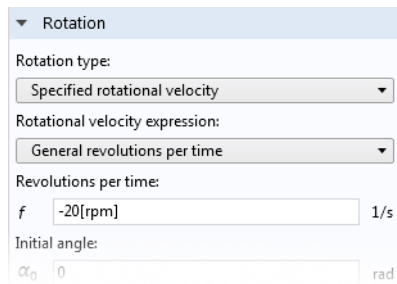 Rotation
Rotation type:
Specified rotational velocity
Rotational velocity expression:
General revolutions per time
Revolutions per time:
f -20[rpm] 1/s
Initial angle:
α₀ 0 rad